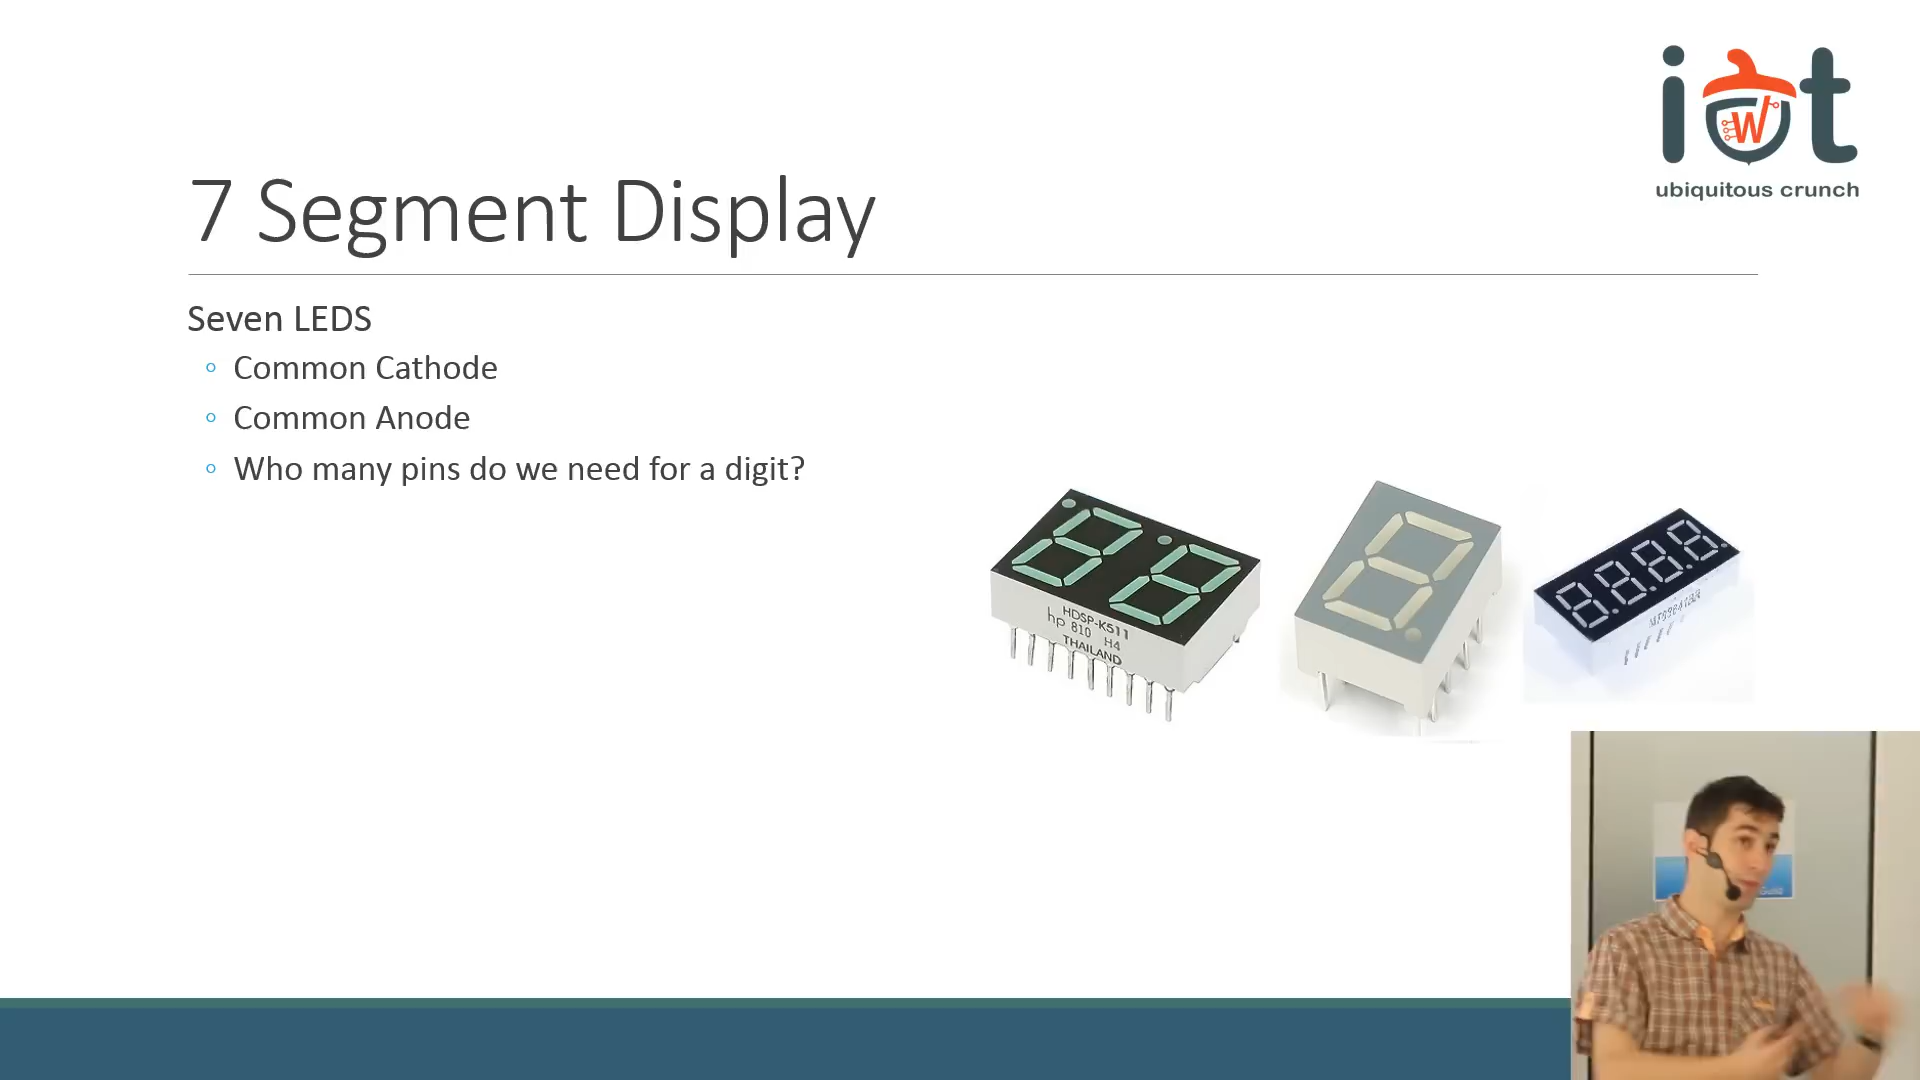 iot
W
ubiquitous crunch
7 Segment Display
Seven LEDS
Common Cathode
Common Anode
Who many pins do we need for a digit?
HDSP-K511
hp 810 H4
THAILAND